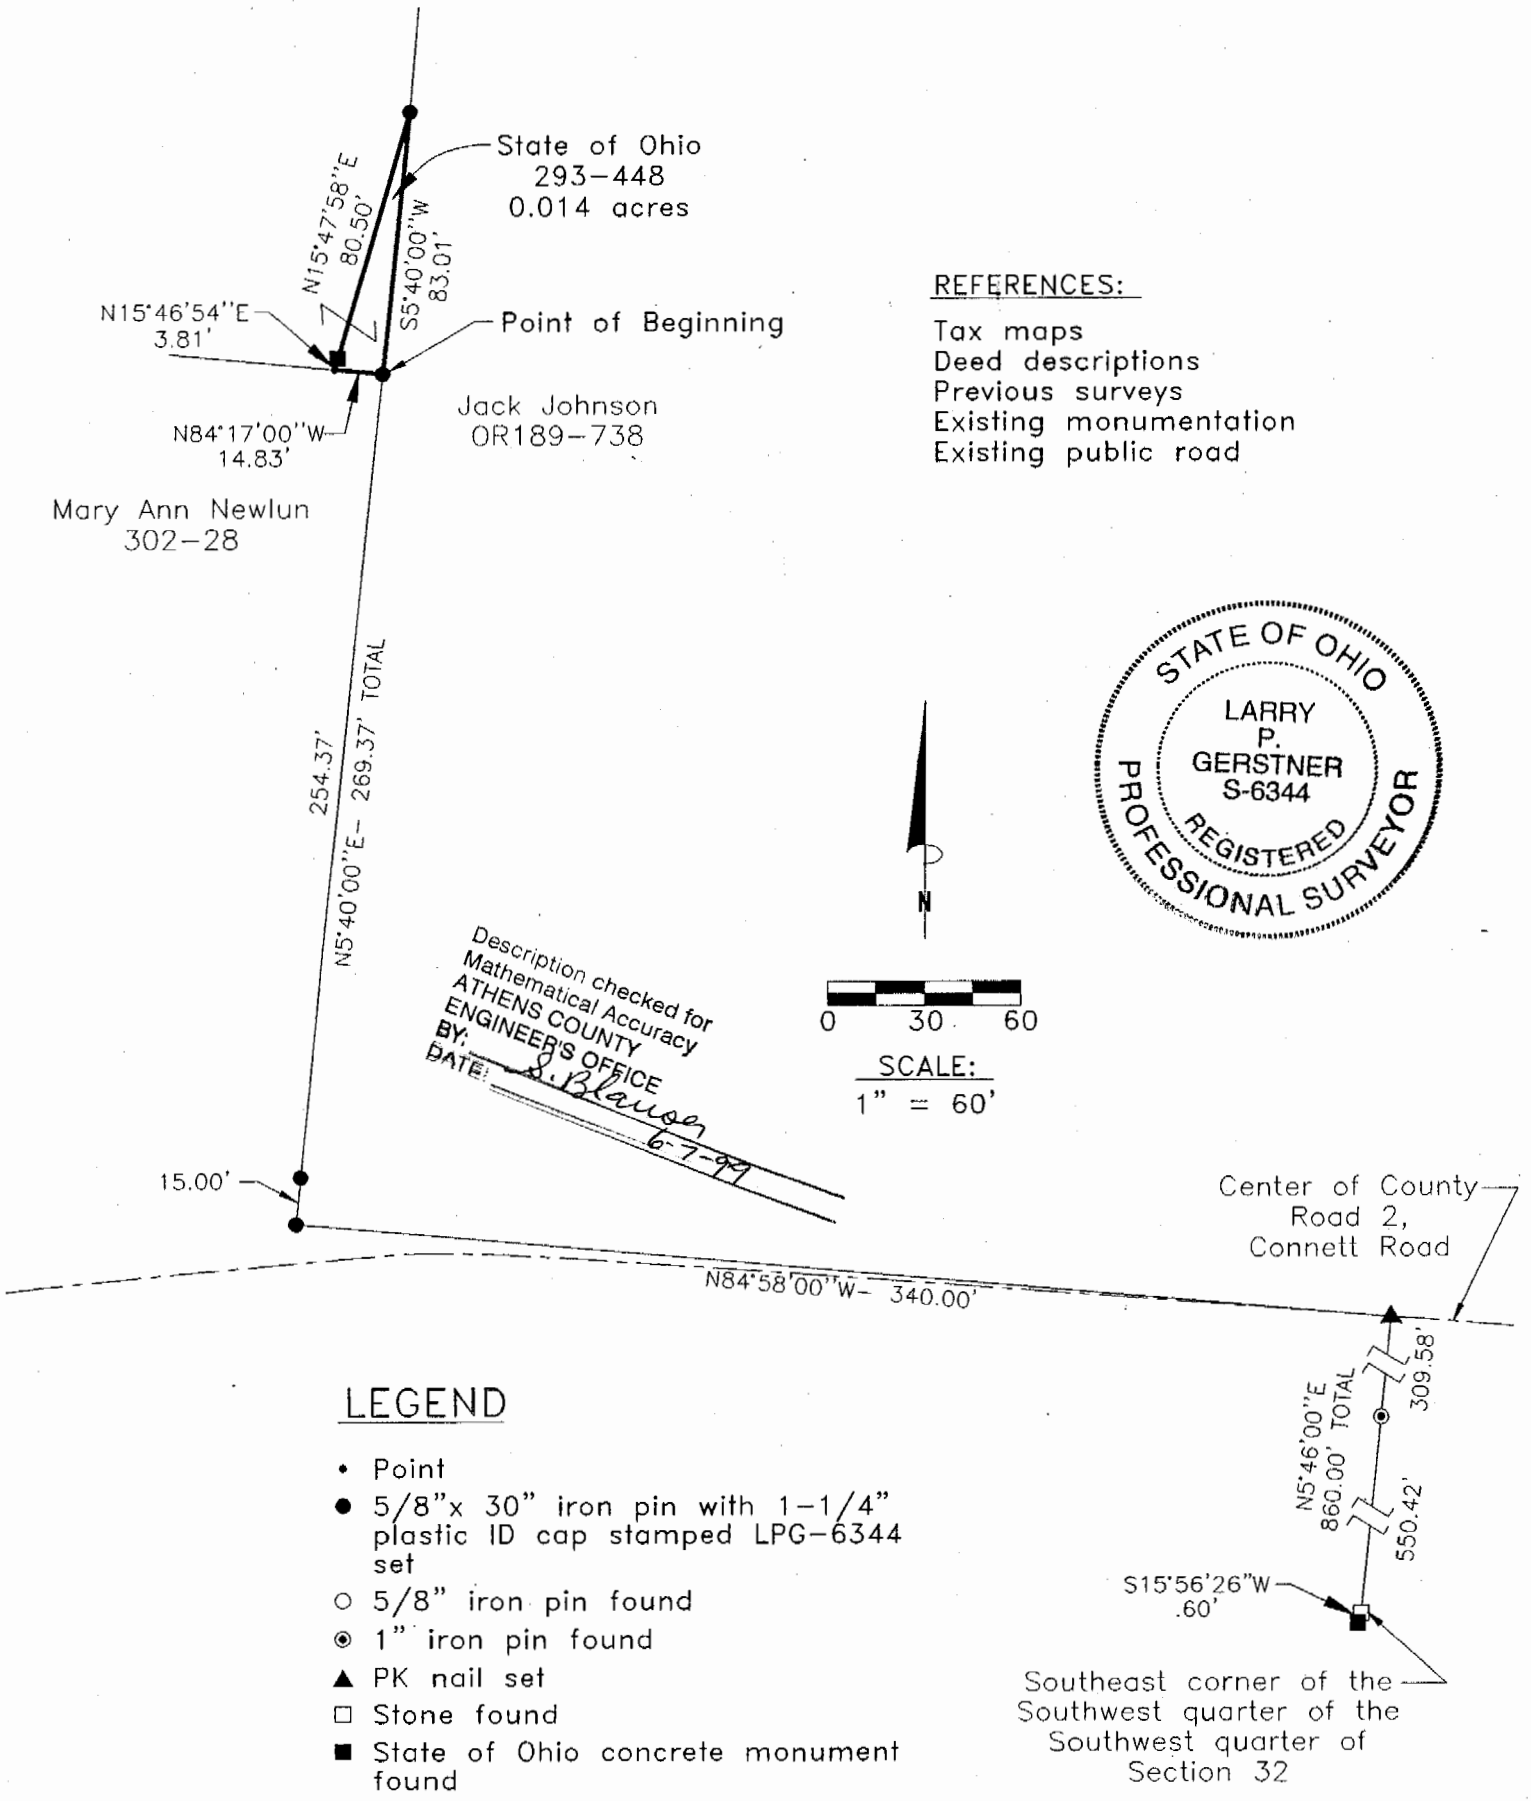 State of Ohio
293-448
0.014 acres
N15°47'58"E
80.50'
S5°40'00"W
83.01'
N15°46'54"E
3.81'
Point of Beginning
N84°17'00"W
14.83'
Jack Johnson
OR189-738
Mary Ann Newlun
302-28
REFERENCES:
Tax maps
Deed descriptions
Previous surveys
Existing monumentation
Existing public road
254.37'
N5°40'00"E- 269.37' TOTAL
STATE OF OHIO
LARRY
P.
GERSTNER
S-6344
REGISTERED
PROFESSIONAL SURVEYOR
N
0 30 60
SCALE:
1" = 60'
Description checked for
Mathematical Accuracy
ATHENS COUNTY
ENGINEER'S OFFICE
BY: S. Blauser
DATE: 6-7-99
15.00'
Center of County
Road 2,
Connett Road
N84°58'00"W- 340.00'
309.58'
N5°46'00"E
860.00' TOTAL
550.42'
S15°56'26"W
.60'
Southeast corner of the
Southwest quarter of the
Southwest quarter of
Section 32
LEGEND
Point
5/8"x 30" iron pin with 1-1/4"
plastic ID cap stamped LPG-6344
set
5/8" iron pin found
1" iron pin found
PK nail set
Stone found
State of Ohio concrete monument
found